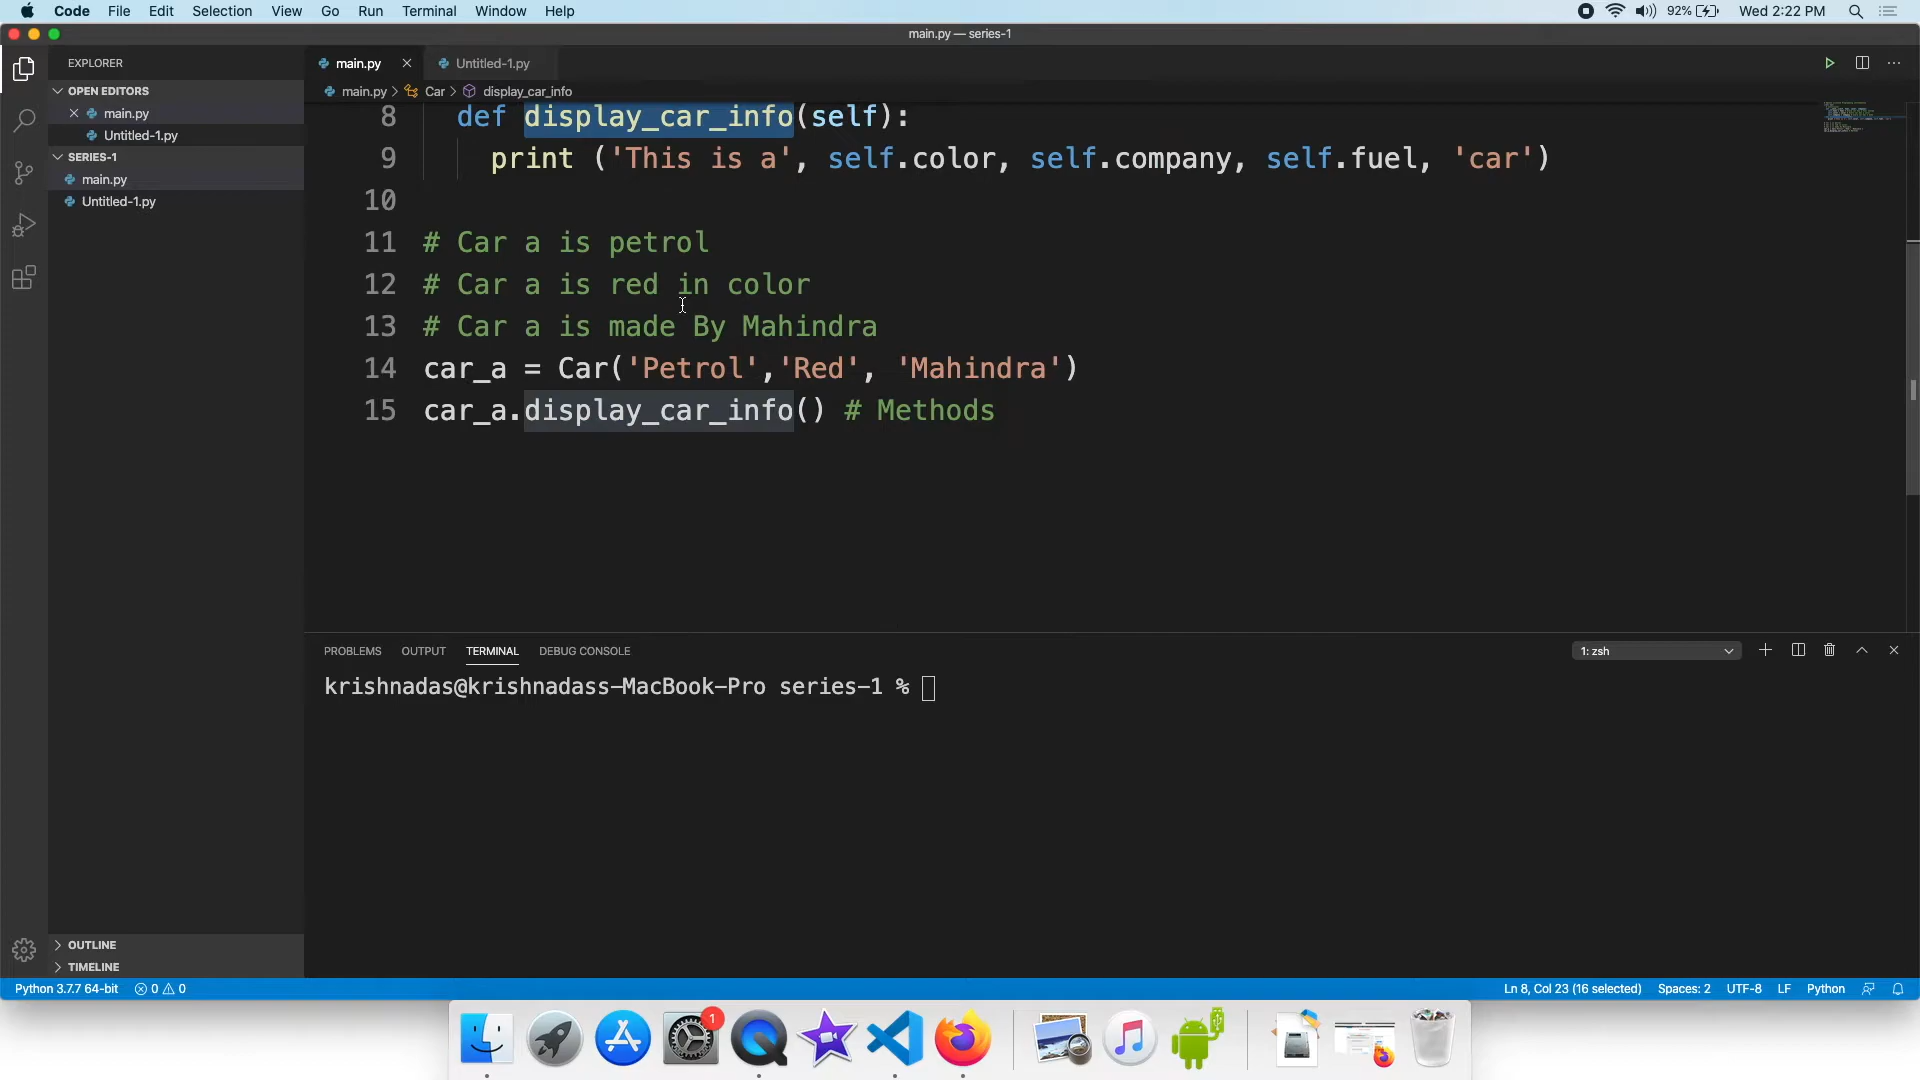 Code File Edit Selection View Go Run Terminal Window Help 92% Wed 2:22 PM
main.py — series-1
EXPLORER
main.py
Untitled-1.py
OPEN EDITORS
main.py
Untitled-1.py
SERIES-1
main.py
Untitled-1.py
OUTLINE
TIMELINE
main.py > Car > display_car_info
8 def display_car_info(self):
9 print ('This is a', self.color, self.company, self.fuel, 'car')
10
11 # Car a is petrol
12 # Car a is red in color
13 # Car a is made By Mahindra
14 car_a = Car('Petrol','Red', 'Mahindra')
15 car_a.display_car_info() # Methods
PROBLEMS OUTPUT TERMINAL DEBUG CONSOLE 1: zsh
krishnadas@krishnadass-MacBook-Pro series-1 %
Python 3.7.7 64-bit 0 0 Ln 8, Col 23 (16 selected) Spaces: 2 UTF-8 LF Python
1